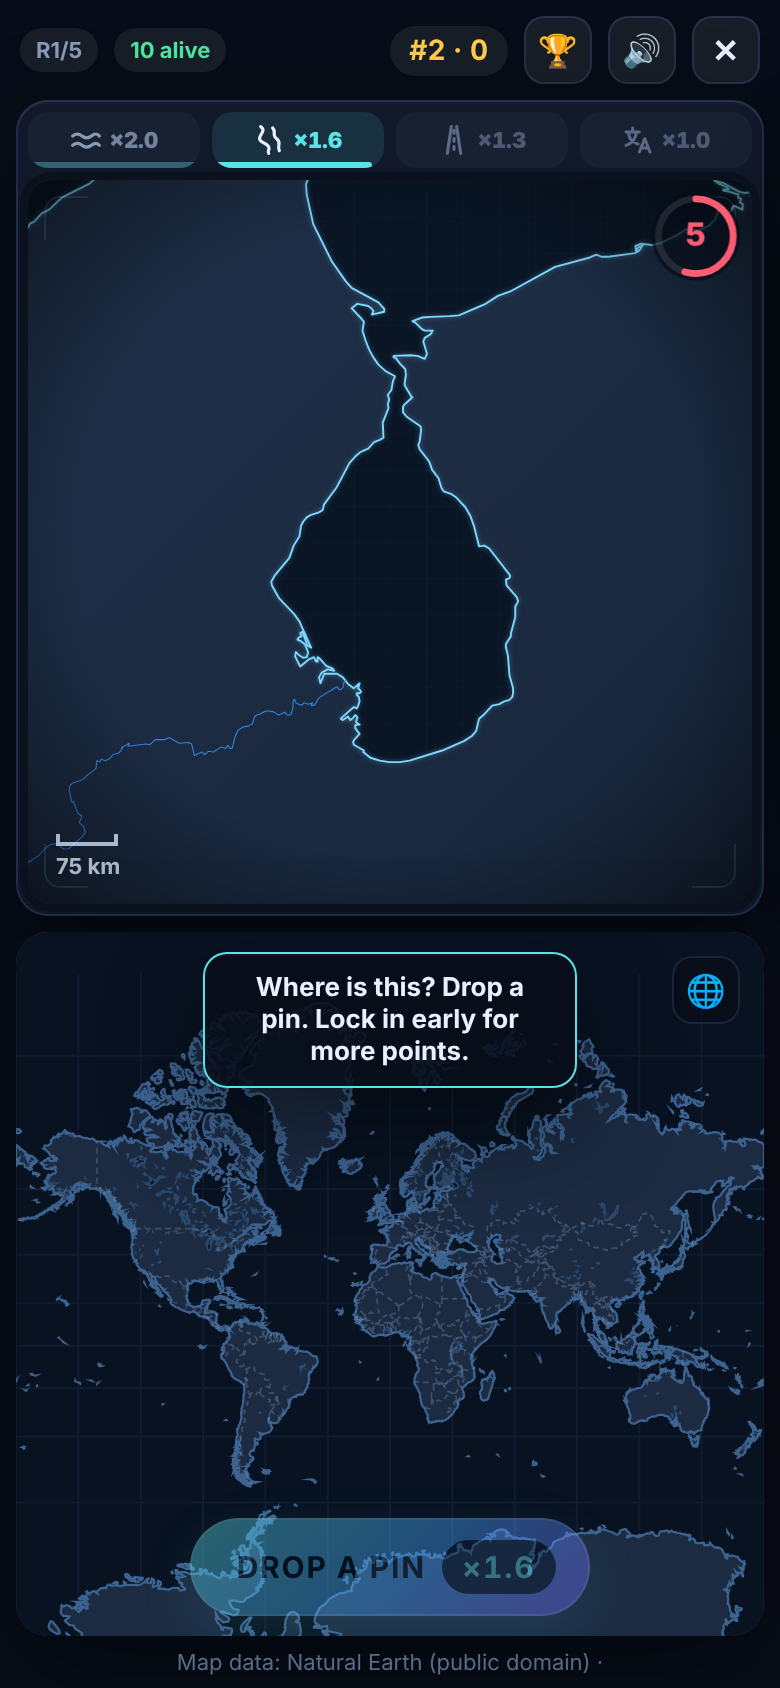 R1/5
10 alive
#2 · 0
×2.0
×1.6
×1.3
×1.0
5
75 km
Where is this? Drop a
pin. Lock in early for
more points.
DROP A PIN ×1.6
Map data: Natural Earth (public domain) ·